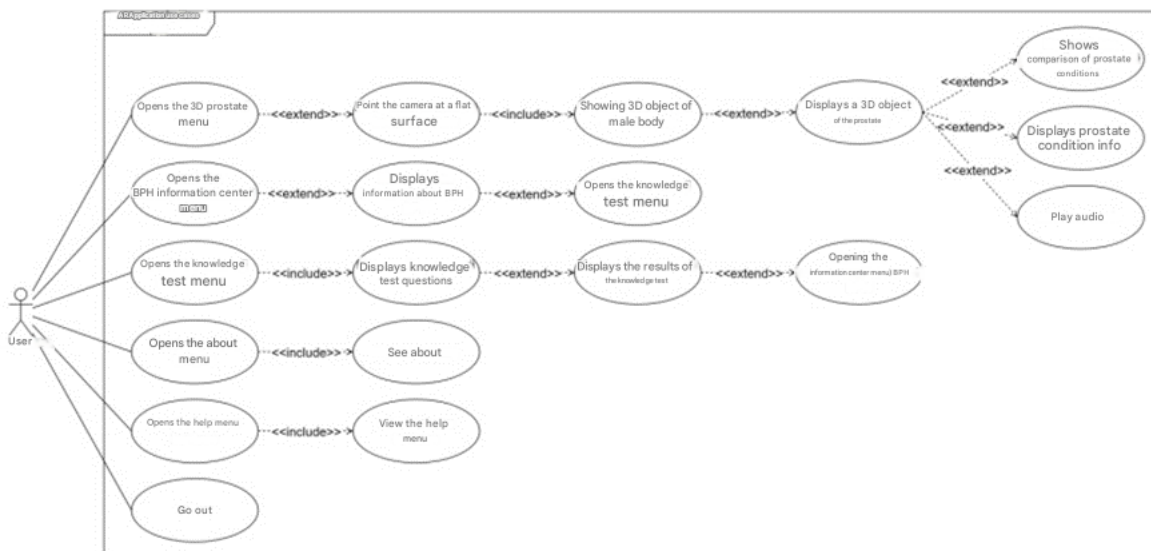 AR Application use cases
Shows
comparison of prostate
conditions
<<extend>>
Opens the 3D prostate
menu
<<extend>>
Point the camera at a flat
surface
<<include>>
Showing 3D object of
male body
<<extend>>
Displays a 3D object
of the prostate
<<extend>>
Displays prostate
condition info
<<extend>>
Play audio
Opens the
BPH information center
menu
<<extend>>
Displays
information about BPH
<<extend>>
Opens the knowledge
test menu
Opens the knowledge
test menu
<<include>>
Displays knowledge
test questions
<<extend>>
Displays the results of
the knowledge test
<<extend>>
Opening the
information center menu) BPH
User
Opens the about
menu
<<include>>
See about
Opens the help menu
<<include>>
View the help
menu
Go out